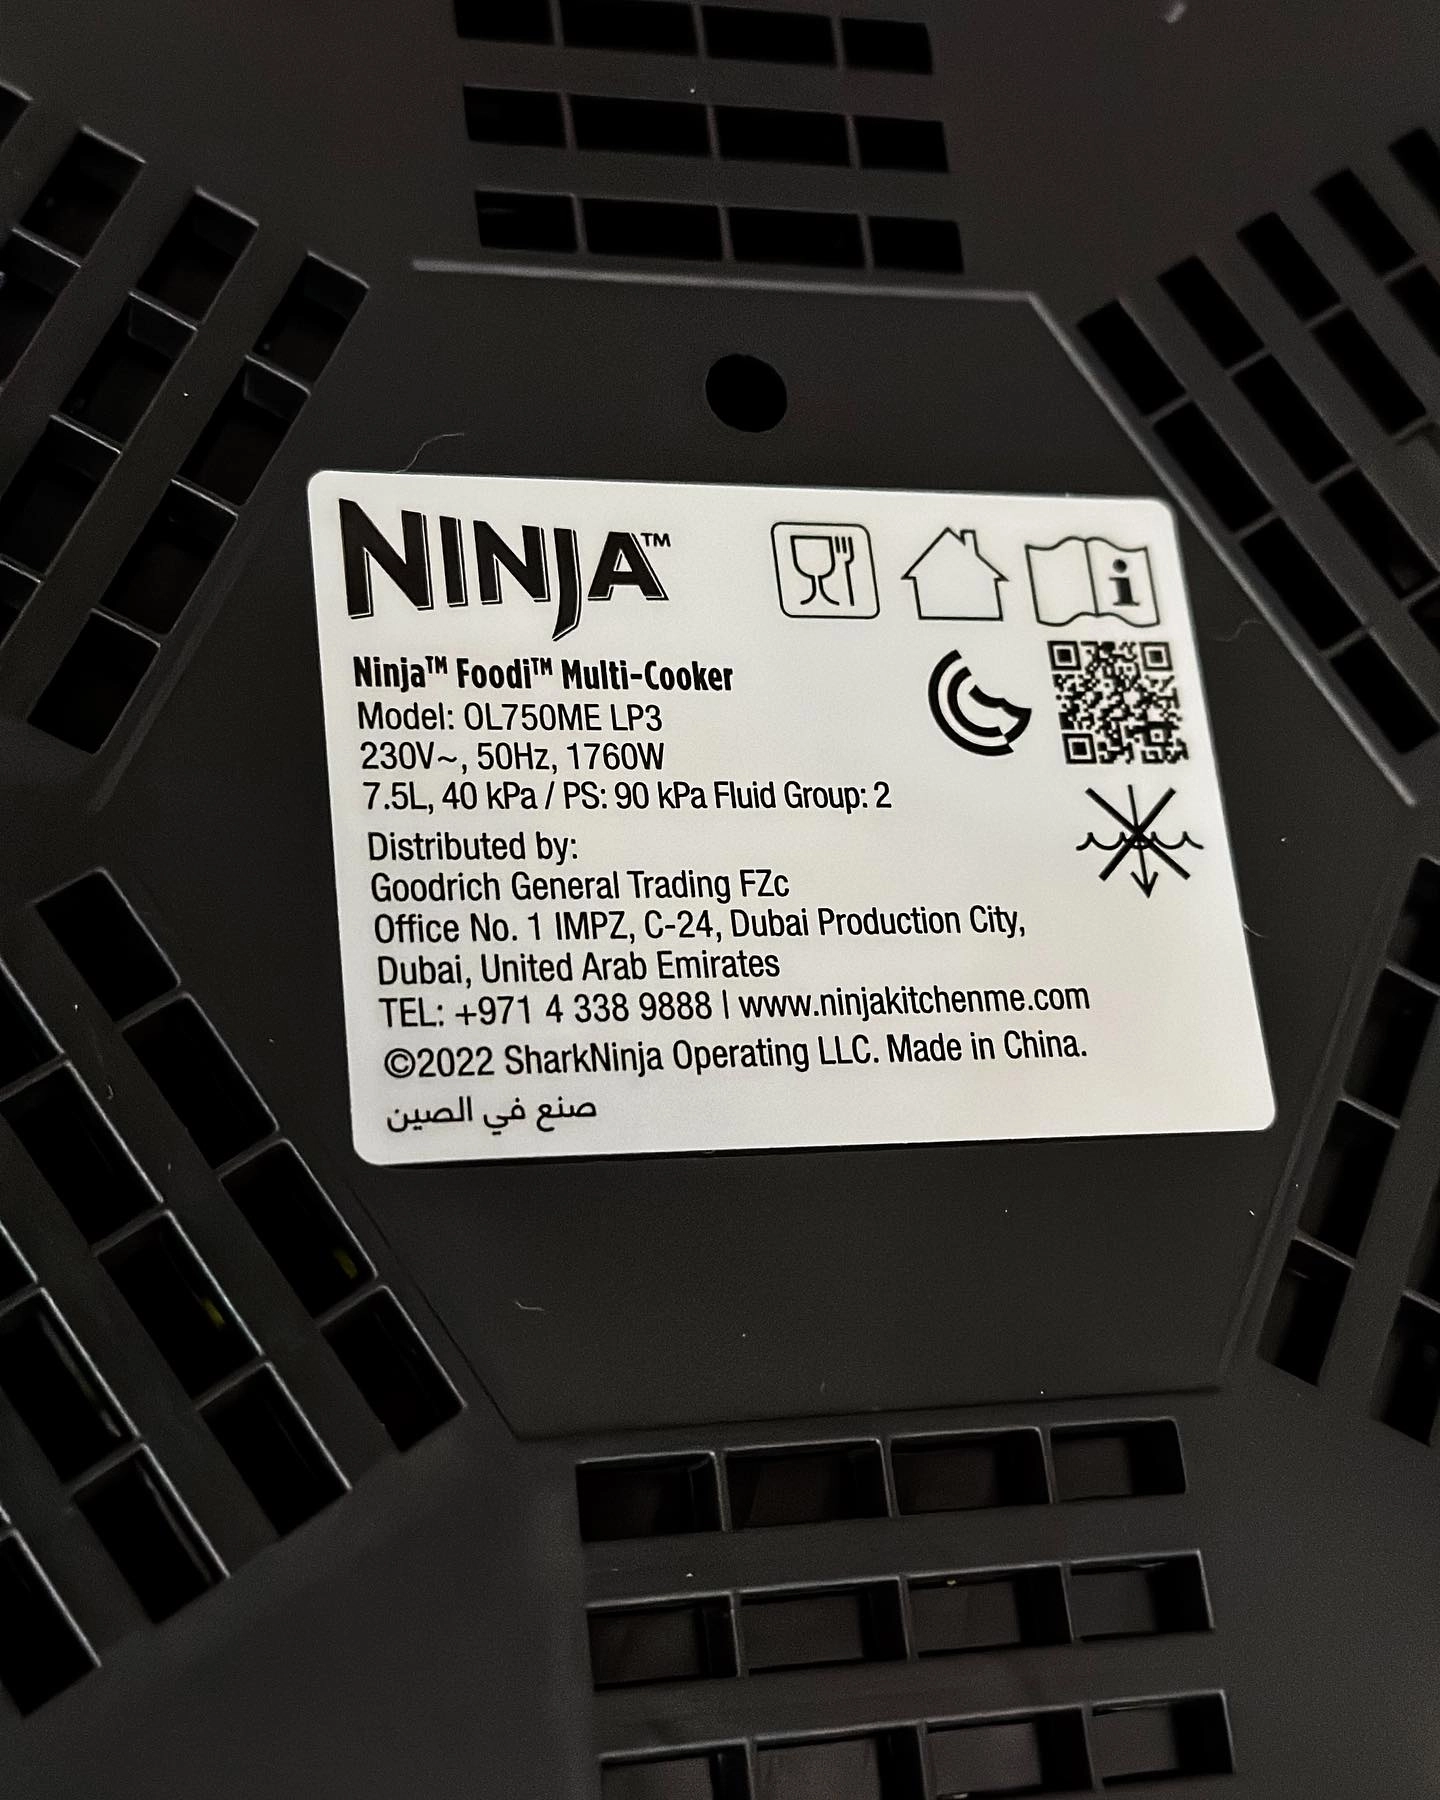 NINJA™
Ninja™ Foodi™ Multi-Cooker
Model: OL750ME LP3
230V~, 50Hz, 1760W
7.5L, 40 kPa / PS: 90 kPa Fluid Group: 2
Distributed by:
Goodrich General Trading FZc
Office No. 1 IMPZ, C-24, Dubai Production City,
Dubai, United Arab Emirates
TEL: +971 4 338 9888 | www.ninjakitchenme.com
©2022 SharkNinja Operating LLC. Made in China.
صنع في الصين